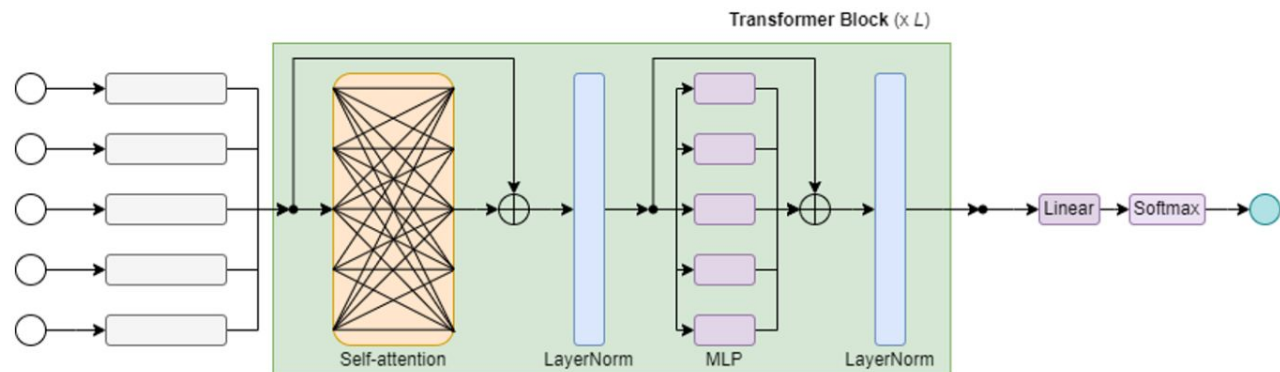 Transformer Block (x L)
Linear
Softmax
Self-attention
LayerNorm
MLP
LayerNorm